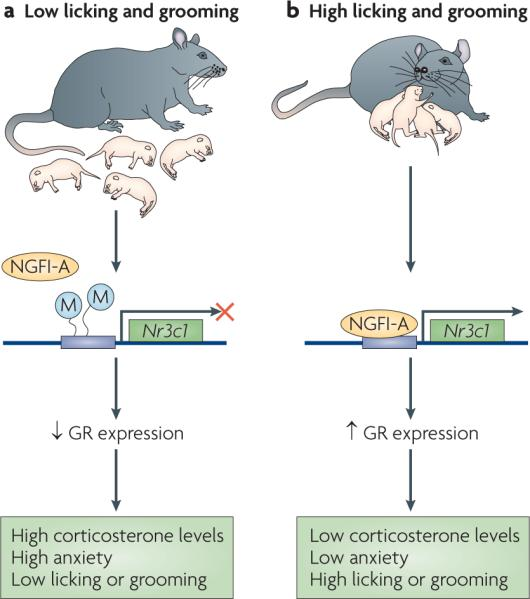 a Low licking and grooming
b High licking and grooming
NGFI-A
M
M
Nr3c1
NGFI-A
Nr3c1
↓ GR expression
↑ GR expression
High corticosterone levels
High anxiety
Low licking or grooming
Low corticosterone levels
Low anxiety
High licking or grooming